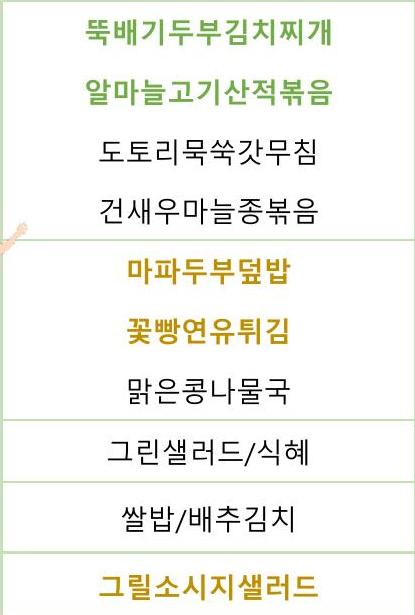 뚝배기두부김치찌개
알마늘고기산적볶음
도토리묵쑥갓무침
건새우마늘종볶음
마파두부덮밥
꽃빵연유튀김
맑은콩나물국
그린샐러드/식혜
쌀밥/배추김치
그릴소시지샐러드